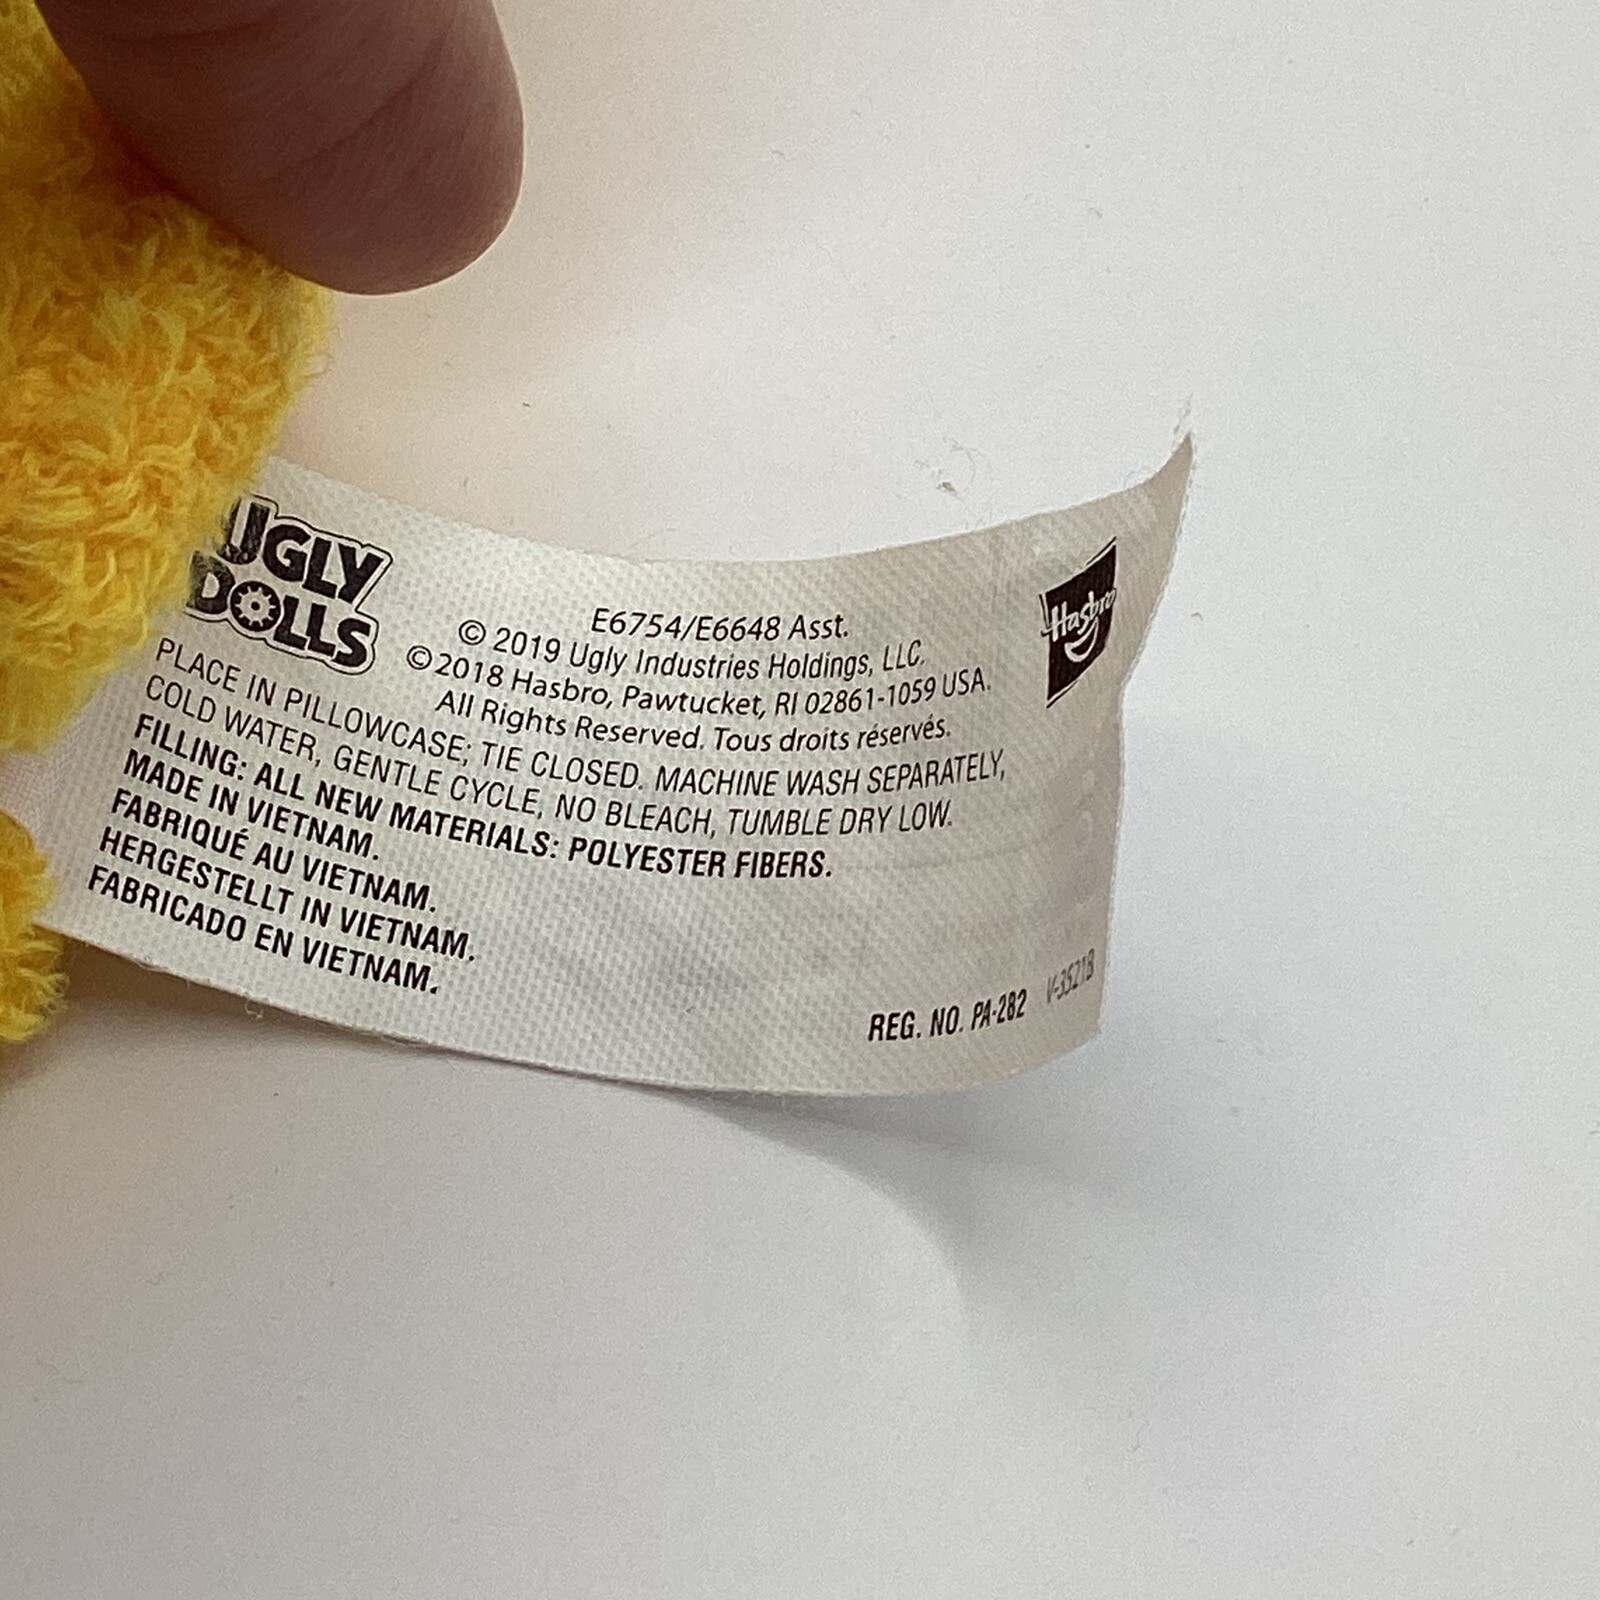 UGLY
DOLLS
E6754/E6648 Asst.
© 2019 Ugly Industries Holdings, LLC.
© 2018 Hasbro, Pawtucket, RI 02861-1059 USA.
All Rights Reserved. Tous droits réservés.
Hasbro
PLACE IN PILLOWCASE; TIE CLOSED. MACHINE WASH SEPARATELY,
COLD WATER, GENTLE CYCLE, NO BLEACH, TUMBLE DRY LOW.
FILLING: ALL NEW MATERIALS: POLYESTER FIBERS.
MADE IN VIETNAM.
FABRIQUÉ AU VIETNAM.
HERGESTELLT IN VIETNAM.
FABRICADO EN VIETNAM.
REG. NO. PA-282
V-3521B